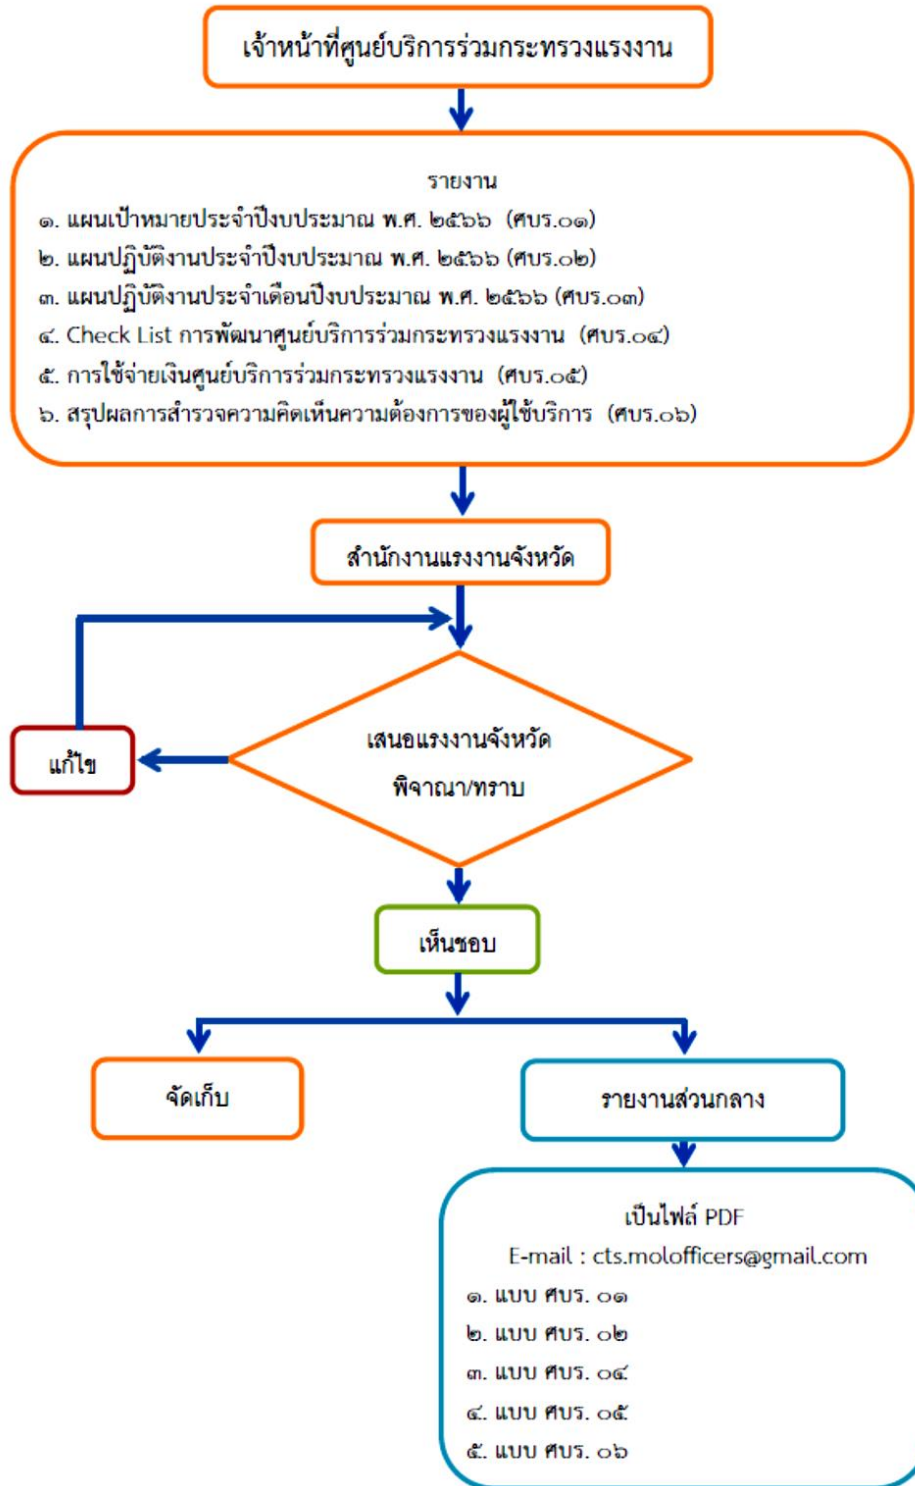 เจ้าหน้าที่ศูนย์บริการร่วมกระทรวงแรงงาน
รายงาน
๑. แผนเป้าหมายประจำปีงบประมาณ พ.ศ. ๒๕๖๖ (ศบร.๐๑)
๒. แผนปฏิบัติงานประจำปีงบประมาณ พ.ศ. ๒๕๖๖ (ศบร.๐๒)
๓. แผนปฏิบัติงานประจำเดือนปีงบประมาณ พ.ศ. ๒๕๖๖ (ศบร.๐๓)
๔. Check List การพัฒนาศูนย์บริการร่วมกระทรวงแรงงาน (ศบร.๐๔)
๕. การใช้จ่ายเงินศูนย์บริการร่วมกระทรวงแรงงาน (ศบร.๐๕)
๖. สรุปผลการสำรวจความคิดเห็นความต้องการของผู้ใช้บริการ (ศบร.๐๖)
สำนักงานแรงงานจังหวัด
เสนอแรงงานจังหวัด
พิจาณา/ทราบ
แก้ไข
เห็นชอบ
จัดเก็บ
รายงานส่วนกลาง
เป็นไฟล์ PDF
E-mail : cts.molofficers@gmail.com
๑. แบบ ศบร. ๐๑
๒. แบบ ศบร. ๐๒
๓. แบบ ศบร. ๐๔
๔. แบบ ศบร. ๐๕
๕. แบบ ศบร. ๐๖